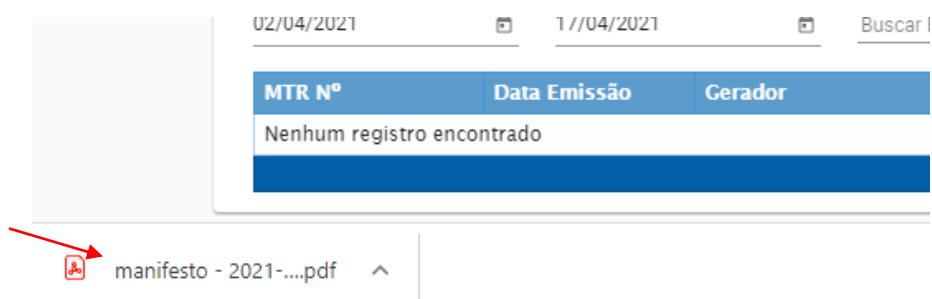 02/04/2021 17/04/2021 Buscar
MTR Nº Data Emissão Gerador
Nenhum registro encontrado
manifesto - 2021-....pdf